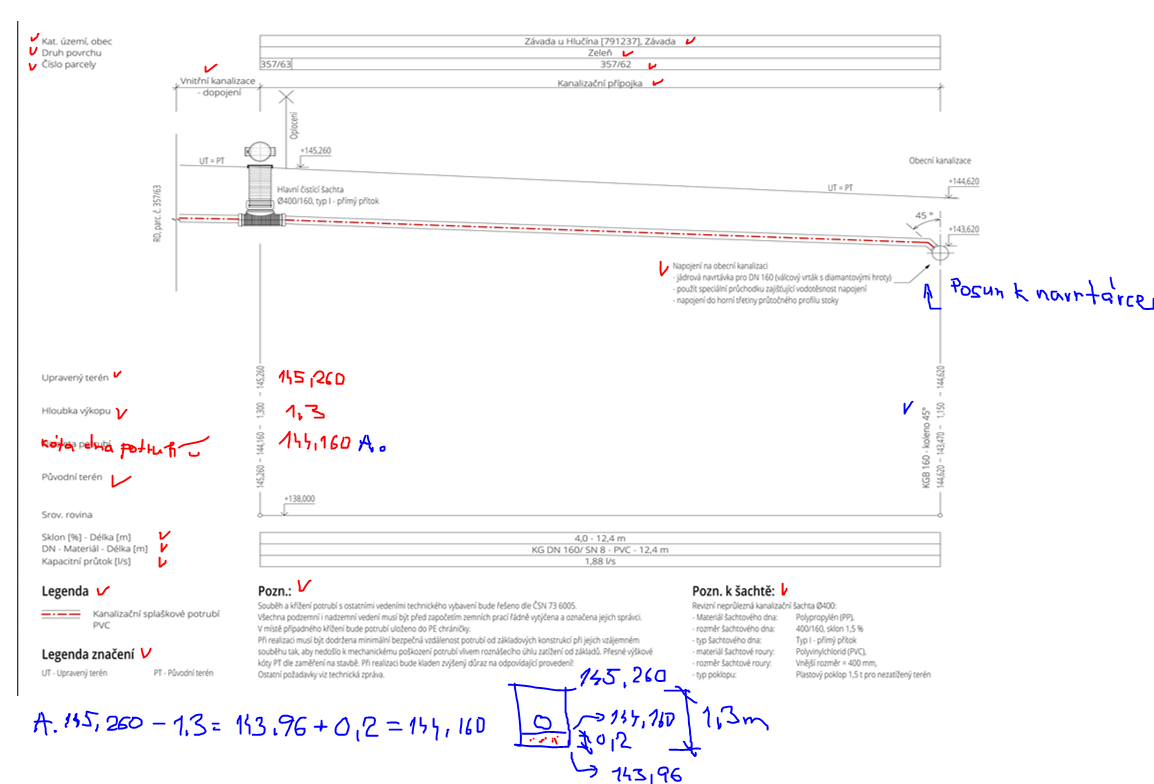 Kat. území, obec
Závada u Hlučína [791237], Závada
Druh povrchu
Zeleň
Číslo parcely
357/63
357/62
Vnitřní kanalizace
- dopojení
Kanalizační přípojka
Oplocení
+145,260
UT = PT
Obecní kanalizace
+144,620
UT = PT
Hlavní čistící šachta
Ø400/160, typ I - přímý přítok
RD, parc. č. 357/63
45 °
+143,620
Napojení na obecní kanalizaci
- jádrová navrtávka pro DN 160 (válcový vrták s diamantovými hroty)
- použít speciální průchodku zajišťující vodotěsnost napojení
- napojení do horní třetiny průtočného profilu stoky
A Posun k navrtávce
Upravený terén
145,260
145,260
144,620
Hloubka výkopu
1,300
1,3
1,150
kóta dna potrubí
144,160
144,160 A.
143,470
Původní terén
145,260
144,620
KGB 160 - koleno 45°
+138,000
Srov. rovina
Sklon [%] - Délka [m]
4,0 - 12,4 m
DN - Materiál - Délka [m]
KG DN 160/ SN 8 - PVC - 12,4 m
Kapacitní průtok [l/s]
1,88 l/s
Legenda
Kanalizační splaškové potrubí
PVC
Legenda značení
UT - Upravený terén
PT - Původní terén
Pozn.:
Souběh a křížení potrubí s ostatními vedeními technického vybavení bude řešeno dle ČSN 73 6005.
Všechna podzemní i nadzemní vedení musí být před započetím zemních prací řádně vytýčena a označena jejich správci.
V místě případného křížení bude potrubí uloženo do PE chráničky.
Při realizaci musí být dodržena minimální bezpečná vzdálenost potrubí od základových konstrukcí při jejich vzájemném
souběhu tak, aby nedošlo k mechanickému poškození potrubí vlivem roznášecího úhlu zatížení od základů. Přesné výškové
kóty PT dle zaměření na stavbě. Při realizaci bude kladen zvýšený důraz na odpovídající provedení!
Ostatní požadavky viz technická zpráva.
Pozn. k šachtě:
Revizní neprůlezná kanalizační šachta Ø400:
- Materiál šachtového dna: Polypropylén (PP),
- rozměr šachtového dna: 400/160, sklon 1,5 %
- typ šachtového dna: Typ I - přímý přítok
- materiál šachtové roury: Polyvinylchlorid (PVC),
- rozměr šachtové roury: Vnější rozměr = 400 mm,
- typ poklopu: Plastový poklop 1,5 t pro nezatížený terén
A. 145,260 - 1.3 = 143,96 + 0,2 = 144,160
145,260
144,160
1,3m
0,2
143,96